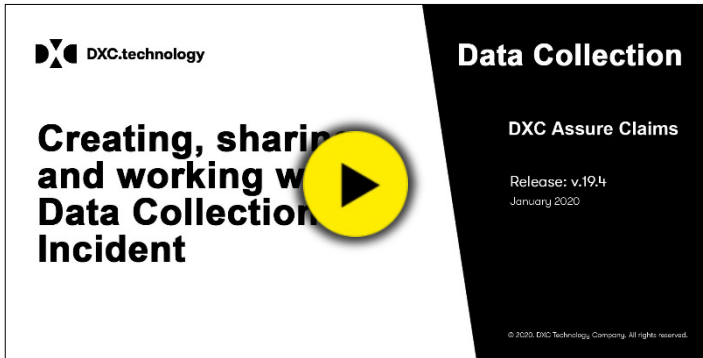 DXC.technology
Creating, sharing
and working w
Data Collection
Incident
Data Collection
DXC Assure Claims
Release: v.19.4
January 2020
© 2020. DXC Technology Company. All rights reserved.